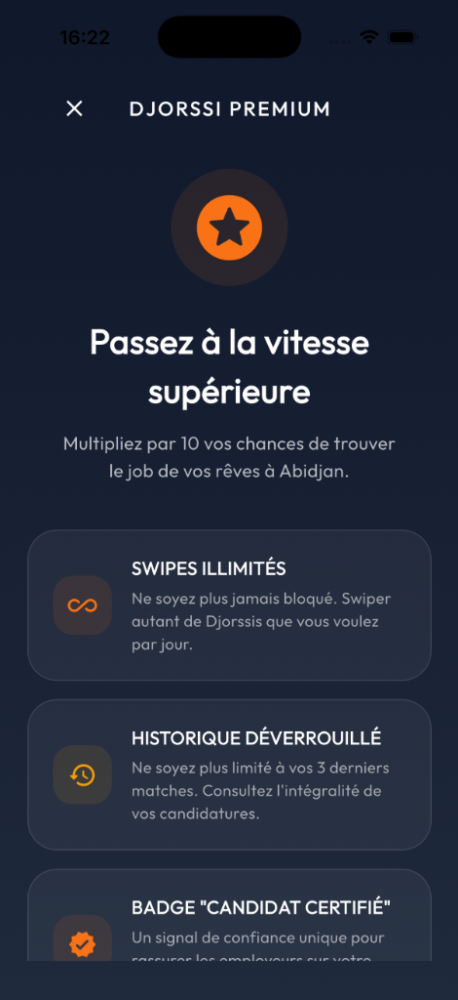 16:22
DJORSSI PREMIUM
Passez à la vitesse
supérieure
Multipliez par 10 vos chances de trouver
le job de vos rêves à Abidjan.
SWIPES ILLIMITÉS
Ne soyez plus jamais bloqué. Swiper
autant de Djorssis que vous voulez
par jour.
HISTORIQUE DÉVERROUILLÉ
Ne soyez plus limité à vos 3 derniers
matches. Consultez l'intégralité de
vos candidatures.
BADGE "CANDIDAT CERTIFIÉ"
Un signal de confiance unique pour
rassurer les employeurs sur votre